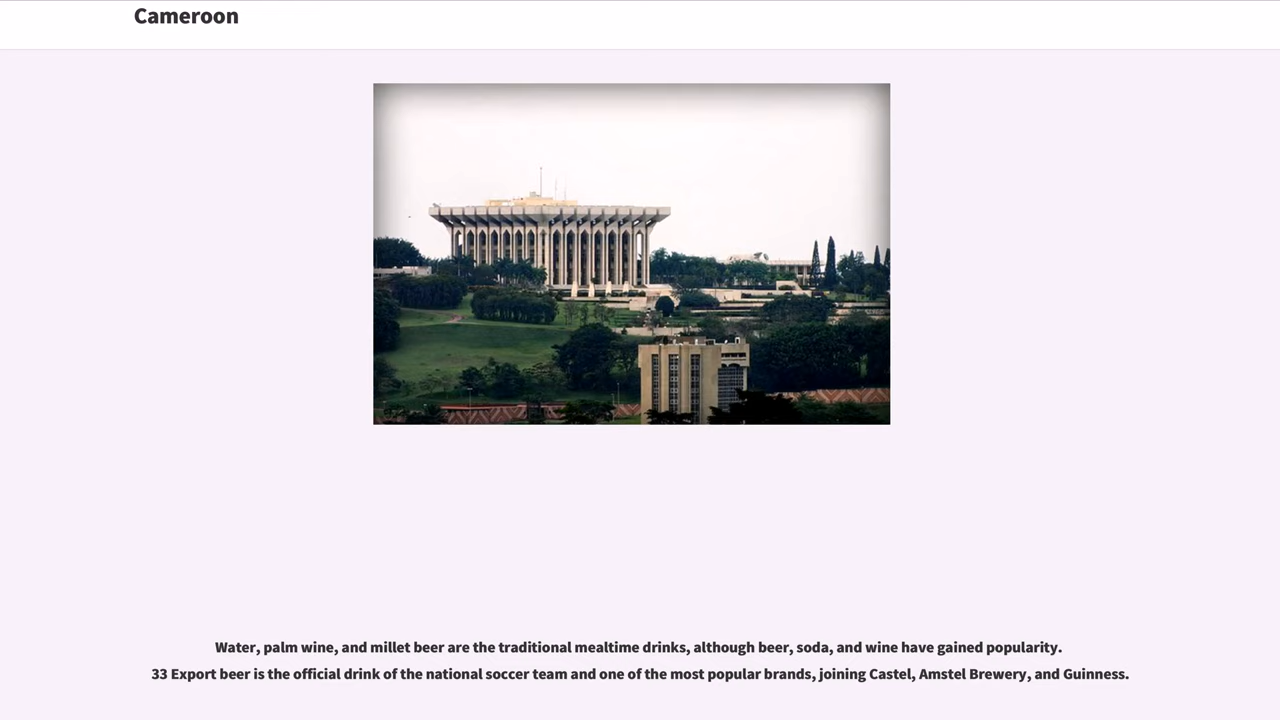 Cameroon
Water, palm wine, and millet beer are the traditional mealtime drinks, although beer, soda, and wine have gained popularity.
33 Export beer is the official drink of the national soccer team and one of the most popular brands, joining Castel, Amstel Brewery, and Guinness.